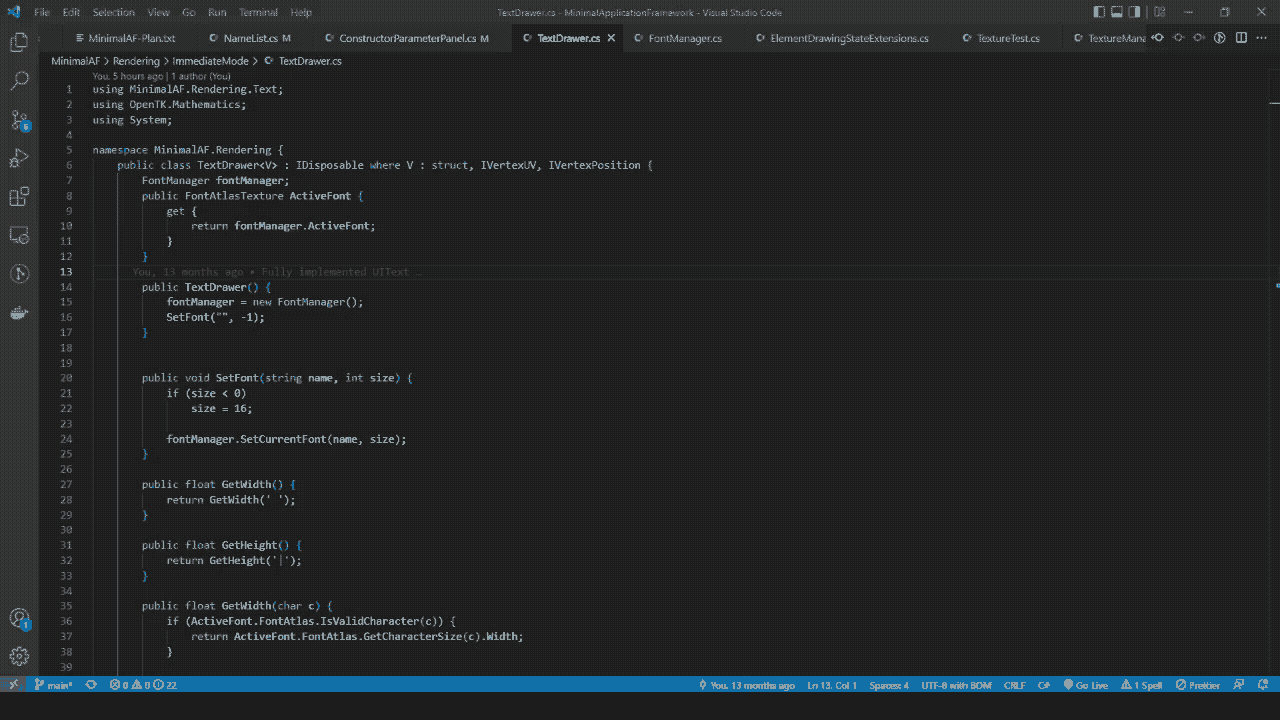 File Edit Selection View Go Run Terminal Help TextDrawer.cs - MinimalApplicationFramework - Visual Studio Code
MinimalAF-Plan.txt NameList.cs M ConstructorParameterPanel.cs M TextDrawer.cs FontManager.cs ElementDrawingStateExtensions.cs TextureTest.cs TextureMana
MinimalAF > Rendering > ImmediateMode > TextDrawer.cs
You, 5 hours ago | 1 author (You)
1 using MinimalAF.Rendering.Text;
2 using OpenTK.Mathematics;
3 using System;
4
5 namespace MinimalAF.Rendering {
6 public class TextDrawer<V> : IDisposable where V : struct, IVertexUV, IVertexPosition {
7 FontManager fontManager;
8 public FontAtlasTexture ActiveFont {
9 get {
10 return fontManager.ActiveFont;
11 }
12 }
13 You, 13 months ago • Fully implemented UIText …
14 public TextDrawer() {
15 fontManager = new FontManager();
16 SetFont("", -1);
17 }
18
19
20 public void SetFont(string name, int size) {
21 if (size < 0)
22 size = 16;
23
24 fontManager.SetCurrentFont(name, size);
25 }
26
27 public float GetWidth() {
28 return GetWidth(' ');
29 }
30
31 public float GetHeight() {
32 return GetHeight('|');
33 }
34
35 public float GetWidth(char c) {
36 if (ActiveFont.FontAtlas.IsValidCharacter(c)) {
37 return ActiveFont.FontAtlas.GetCharacterSize(c).Width;
38 }
39
6
1
main* 0 0 22 You, 13 months ago Ln 13, Col 1 Spaces: 4 UTF-8 with BOM CRLF C# Go Live 1 Spell Prettier